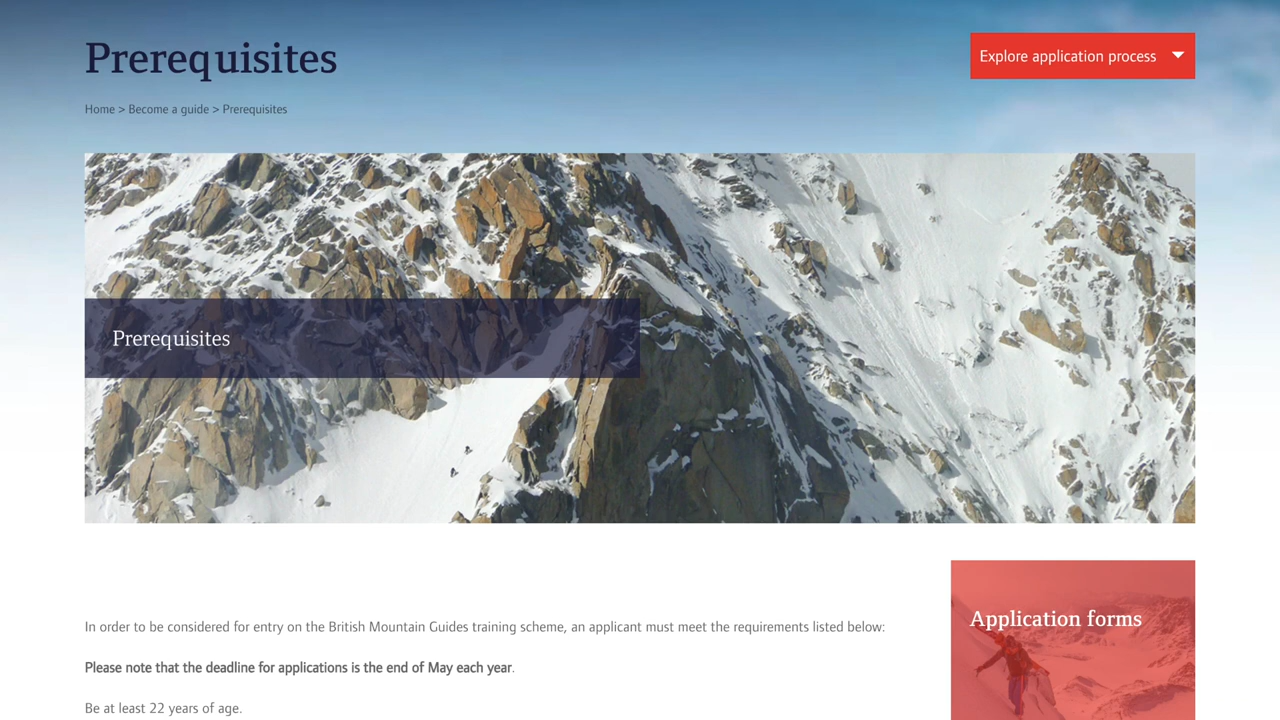 Prerequisites
Explore application process
Home > Become a guide > Prerequisites
Prerequisites
In order to be considered for entry on the British Mountain Guides training scheme, an applicant must meet the requirements listed below:
Application forms
Please note that the deadline for applications is the end of May each year.
Be at least 22 years of age.